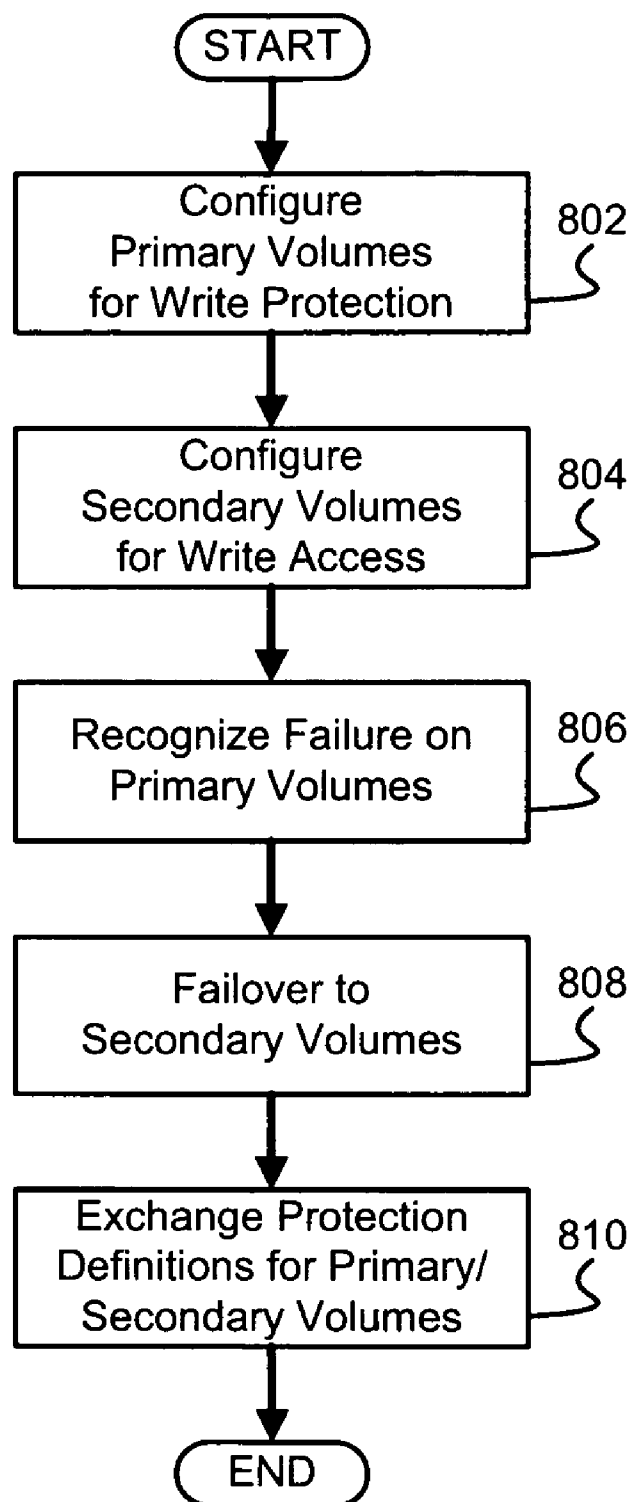 START
Configure
Primary Volumes
for Write Protection
802
Configure
Secondary Volumes
for Write Access
804
Recognize Failure on
Primary Volumes
806
Failover to
Secondary Volumes
808
Exchange Protection
Definitions for Primary/
Secondary Volumes
810
END